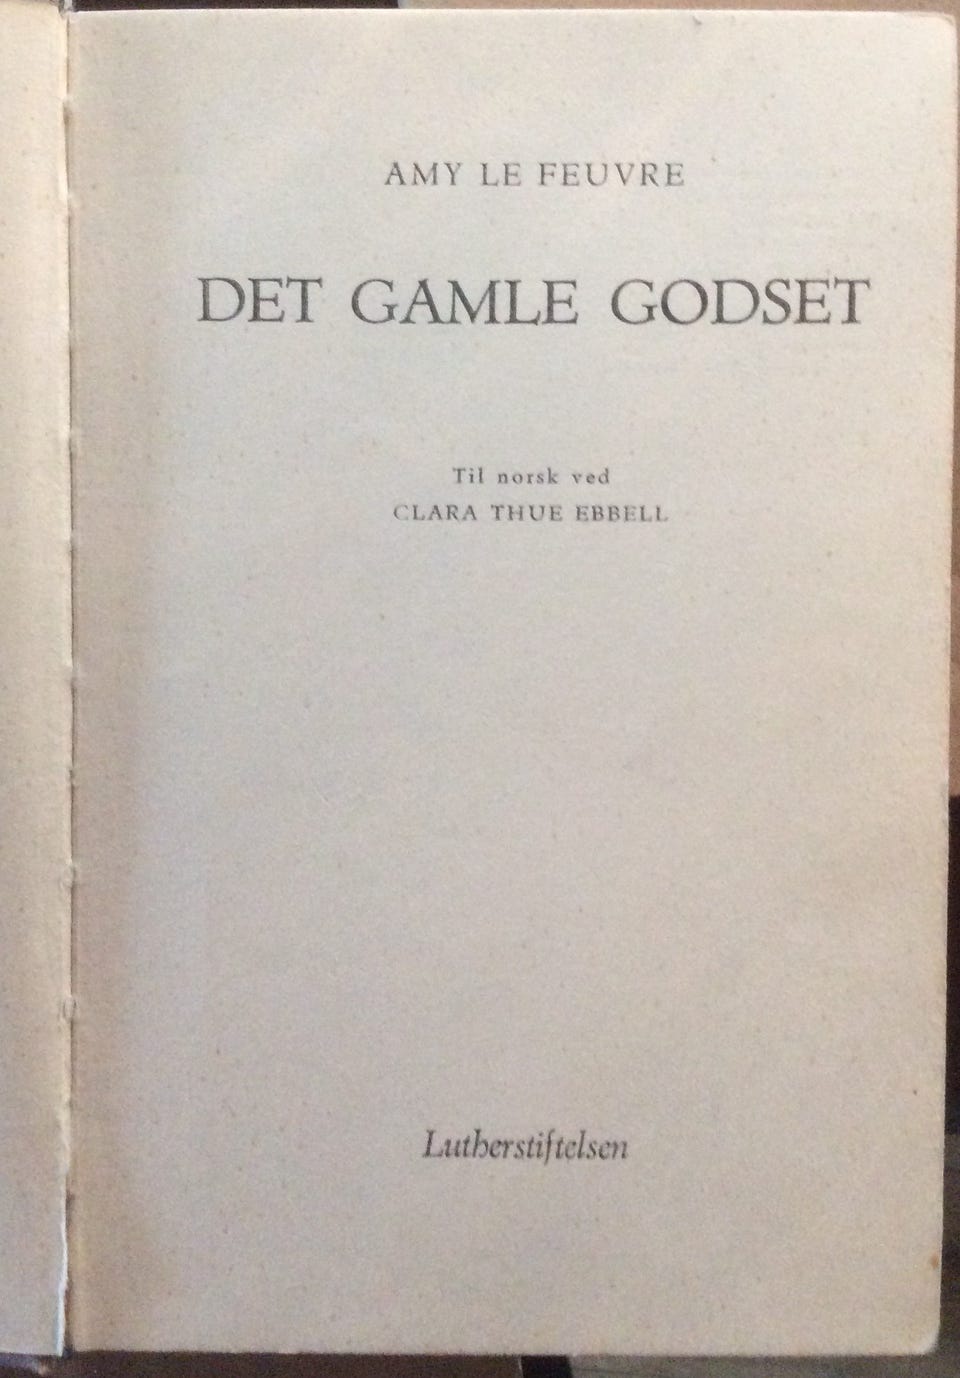 AMY LE FEUVRE
DET GAMLE GODSET
Til norsk ved
CLARA THUE EBBELL
Lutherstiftelsen